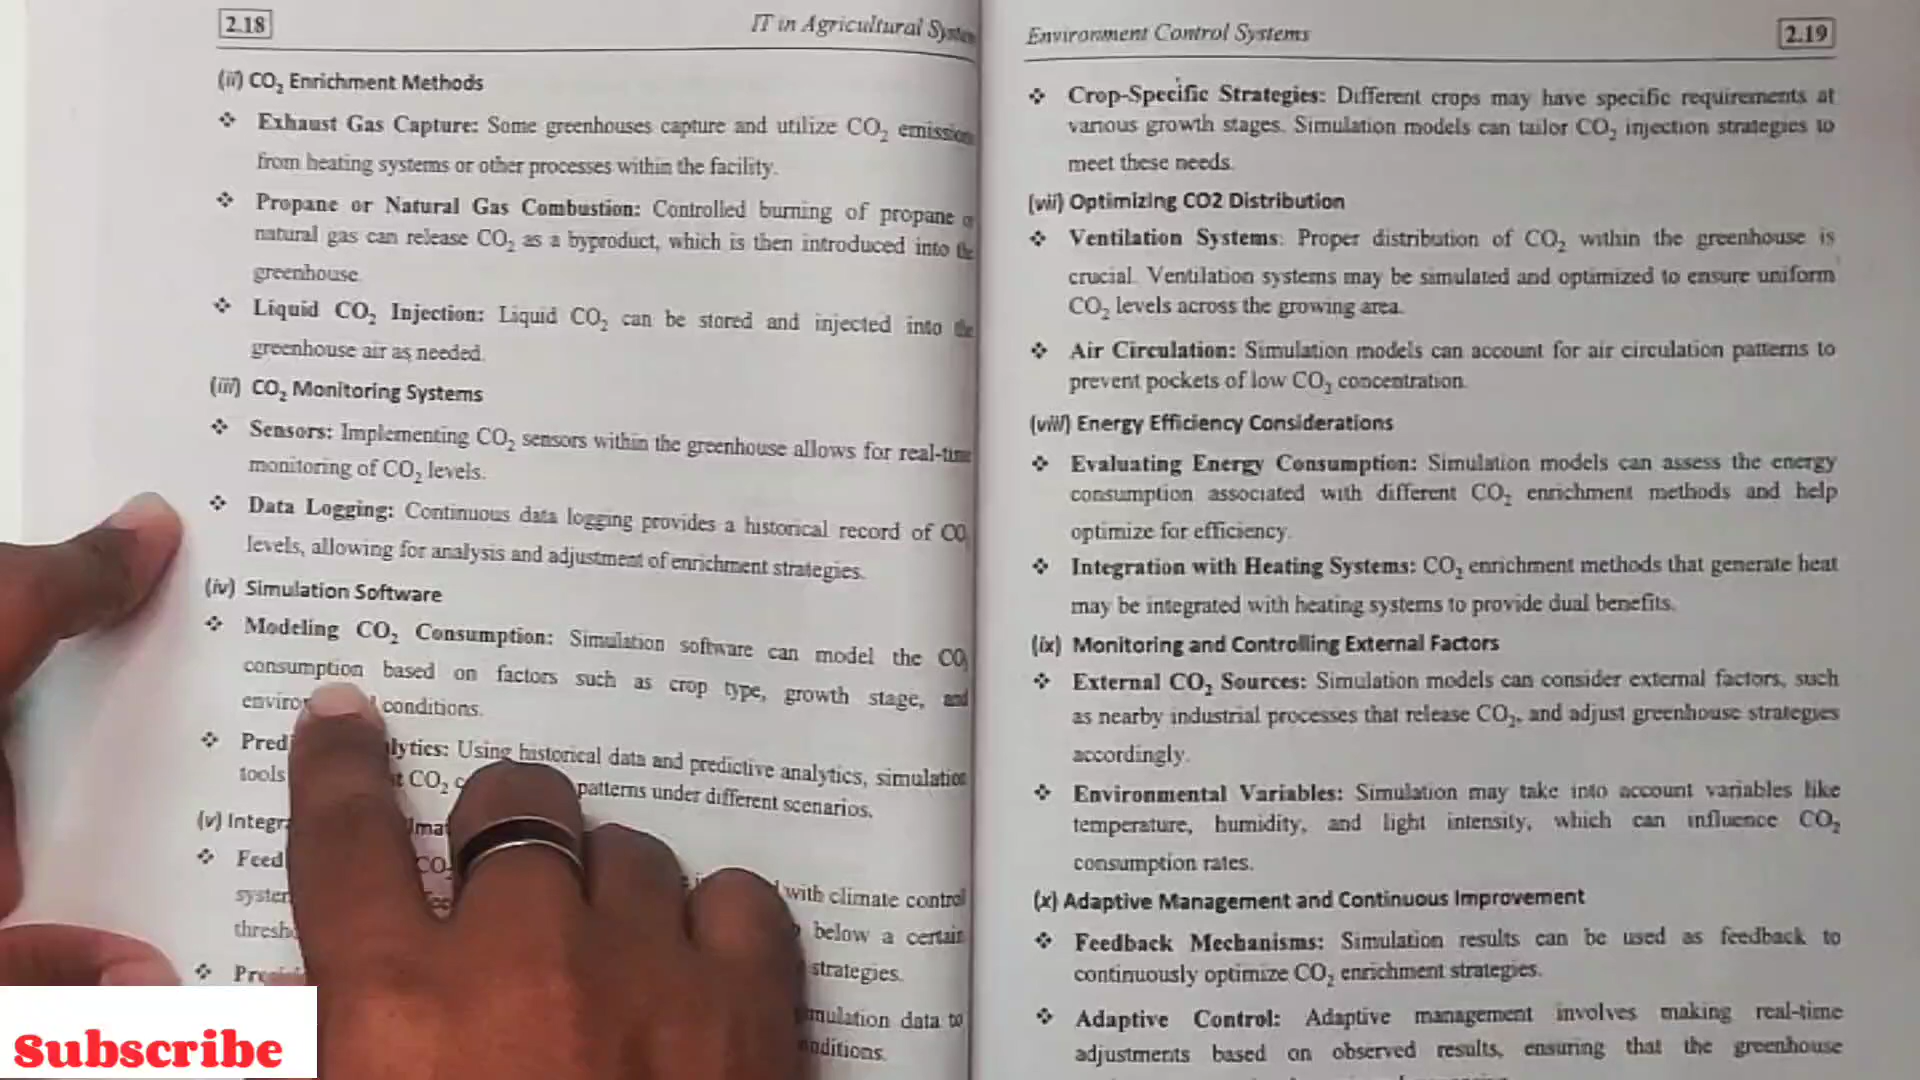 2.18
IT in Agricultural System
(ii) CO2 Enrichment Methods
❖ Exhaust Gas Capture: Some greenhouses capture and utilize CO2 emissions
from heating systems or other processes within the facility.
❖ Propane or Natural Gas Combustion: Controlled burning of propane
natural gas can release CO2 as a byproduct, which is then introduced into the
greenhouse.
❖ Liquid CO2 Injection: Liquid CO2 can be stored and injected into the
greenhouse air as needed.
(iii) CO2 Monitoring Systems
❖ Sensors: Implementing CO2 sensors within the greenhouse allows for real-time
monitoring of CO2 levels.
❖ Data Logging: Continuous data logging provides a historical record of CO2
levels, allowing for analysis and adjustment of enrichment strategies.
(iv) Simulation Software
❖ Modeling CO2 Consumption: Simulation software can model the CO2
consumption based on factors such as crop type, growth stage, and
conditions.
❖ Using historical data and predictive analytics, simulation
tools CO2 patterns under different scenarios.
(v)
❖ Feed CO2 with climate control
below a certain
strategies.
❖ simulation data to
conditions.
Subscribe
Environment Control Systems
2.19
❖ Crop-Specific Strategies: Different crops may have specific requirements at
various growth stages. Simulation models can tailor CO2 injection strategies to
meet these needs.
(vii) Optimizing CO2 Distribution
❖ Ventilation Systems: Proper distribution of CO2 within the greenhouse is
crucial. Ventilation systems may be simulated and optimized to ensure uniform
CO2 levels across the growing area.
❖ Air Circulation: Simulation models can account for air circulation patterns to
prevent pockets of low CO2 concentration.
(viii) Energy Efficiency Considerations
❖ Evaluating Energy Consumption: Simulation models can assess the energy
consumption associated with different CO2 enrichment methods and help
optimize for efficiency.
❖ Integration with Heating Systems: CO2 enrichment methods that generate heat
may be integrated with heating systems to provide dual benefits.
(ix) Monitoring and Controlling External Factors
❖ External CO2 Sources: Simulation models can consider external factors, such
as nearby industrial processes that release CO2, and adjust greenhouse strategies
accordingly.
❖ Environmental Variables: Simulation may take into account variables like
temperature, humidity, and light intensity, which can influence CO2
consumption rates.
(x) Adaptive Management and Continuous Improvement
❖ Feedback Mechanisms: Simulation results can be used as feedback to
continuously optimize CO2 enrichment strategies.
❖ Adaptive Control: Adaptive management involves making real-time
adjustments based on observed results, ensuring that the greenhouse